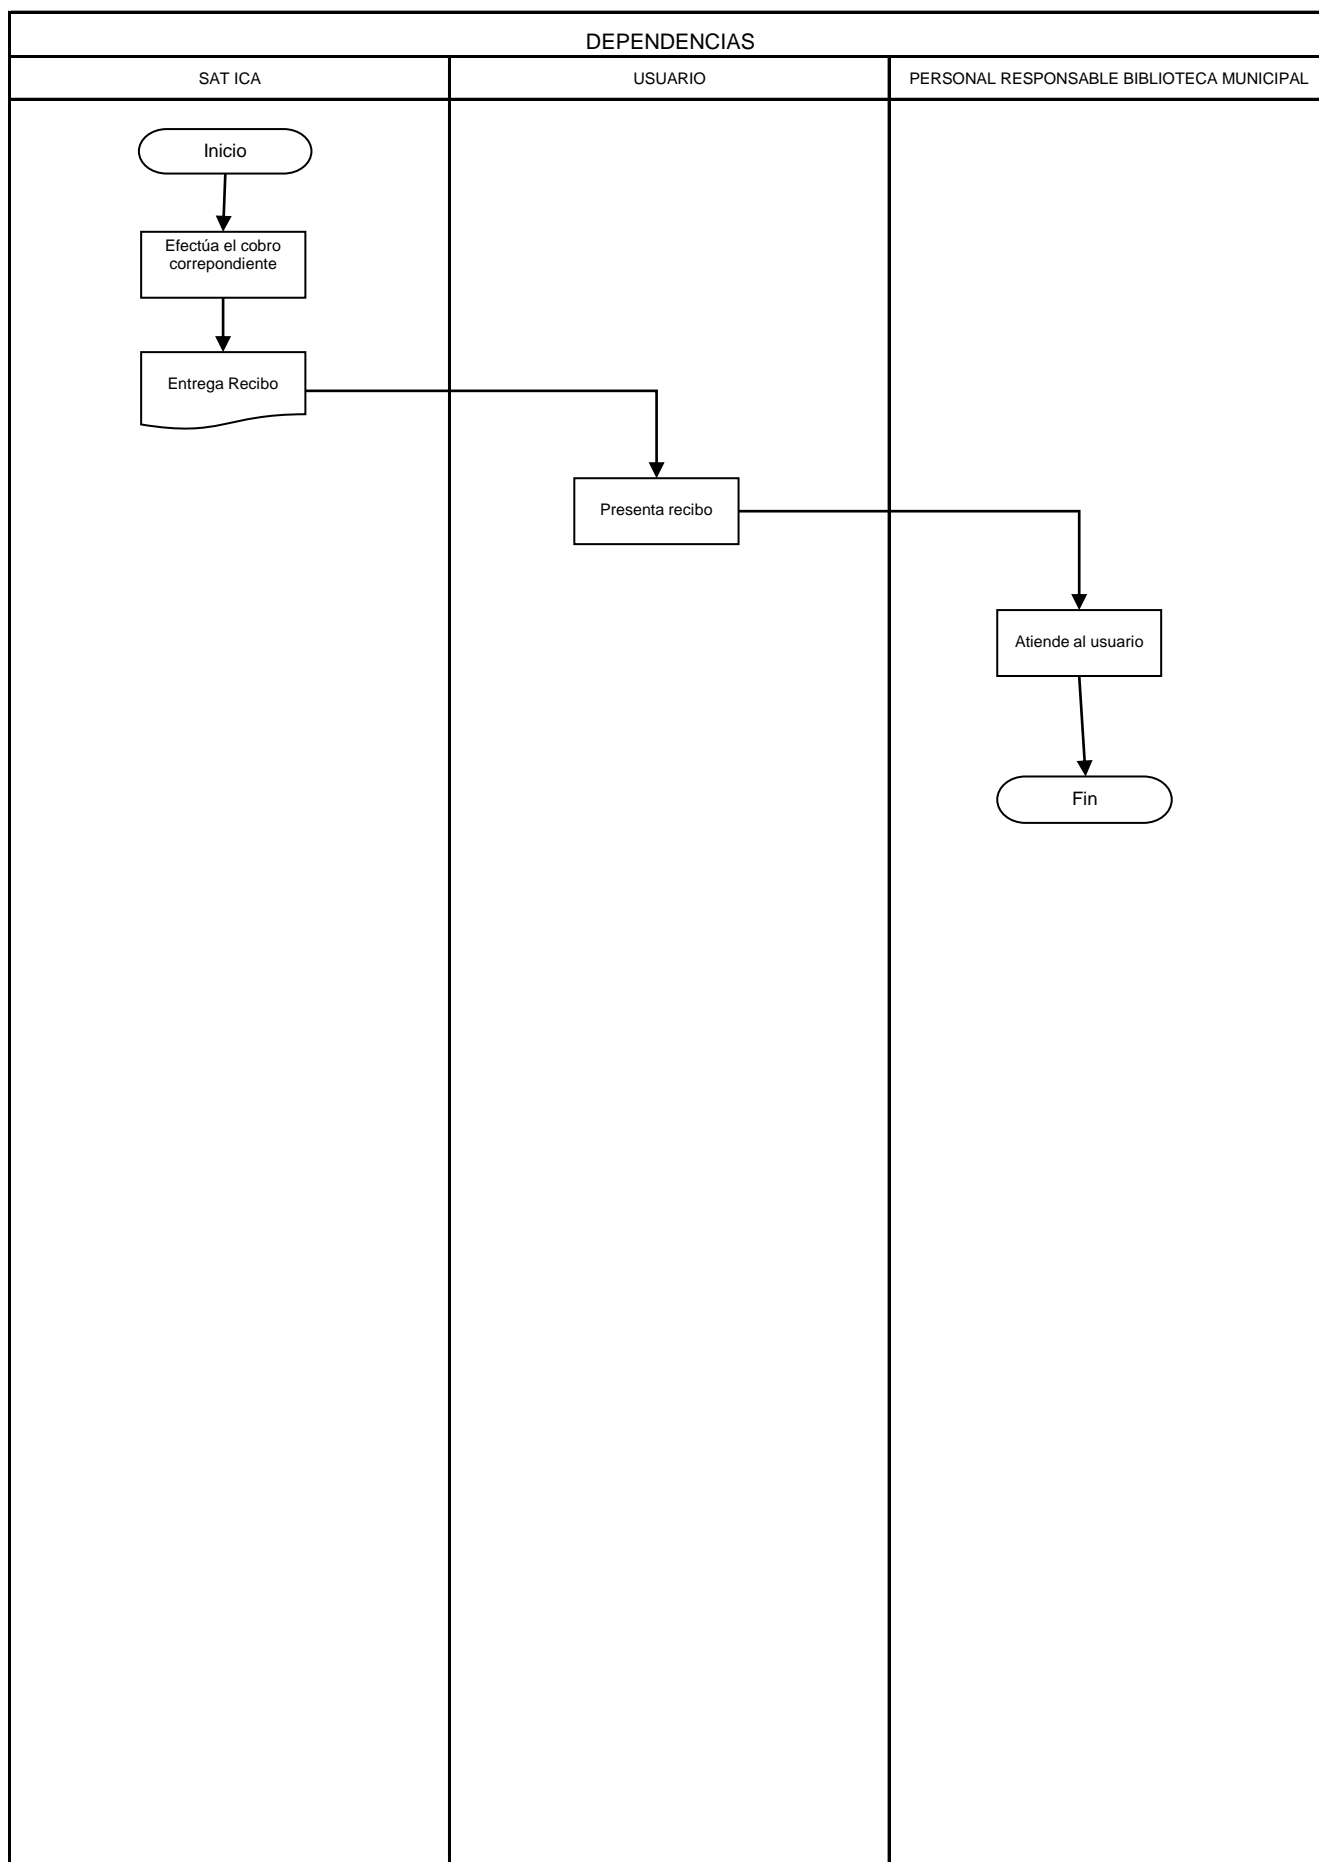 DEPENDENCIAS
SAT ICA
USUARIO
PERSONAL RESPONSABLE BIBLIOTECA MUNICIPAL
Inicio
Efectúa el cobro
correpondiente
Entrega Recibo
Presenta recibo
Atiende al usuario
Fin